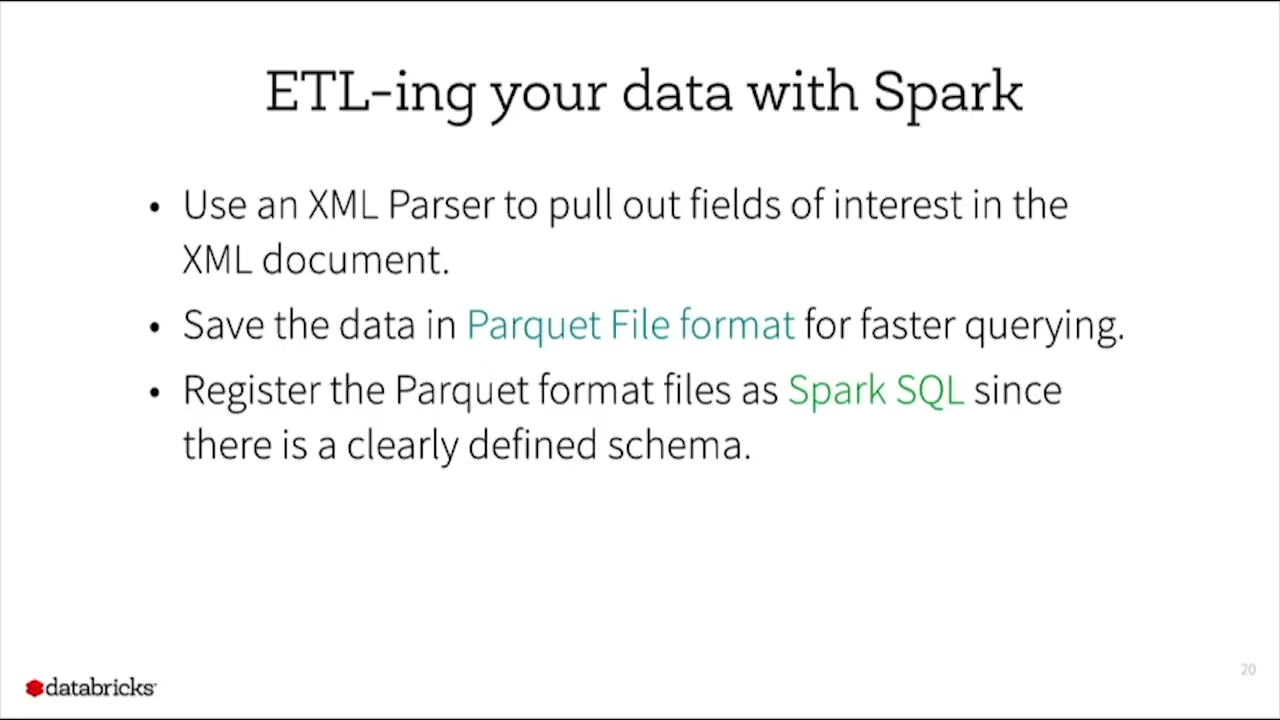 ETL-ing your data with Spark
• Use an XML Parser to pull out fields of interest in the
XML document.
• Save the data in Parquet File format for faster querying.
• Register the Parquet format files as Spark SQL since
there is a clearly defined schema.
databricks
20